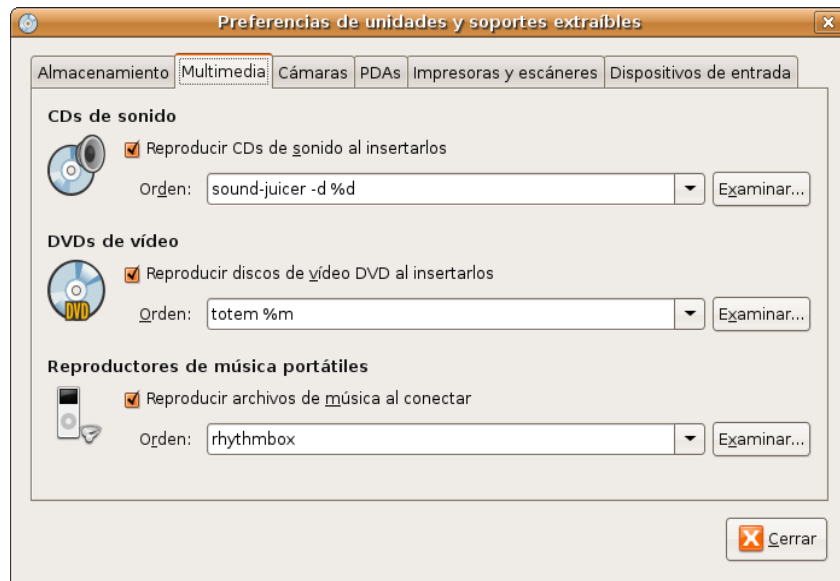 Preferencias de unidades y soportes extraíbles
Almacenamiento Multimedia Cámaras PDAs Impresoras y escáneres Dispositivos de entrada
CDs de sonido
Reproducir CDs de sonido al insertarlos
Orden: sound-juicer -d %d Examinar...
DVDs de vídeo
Reproducir discos de vídeo DVD al insertarlos
DVD
Orden: totem %m Examinar...
Reproductores de música portátiles
Reproducir archivos de música al conectar
Orden: rhythmbox Examinar...
Cerrar